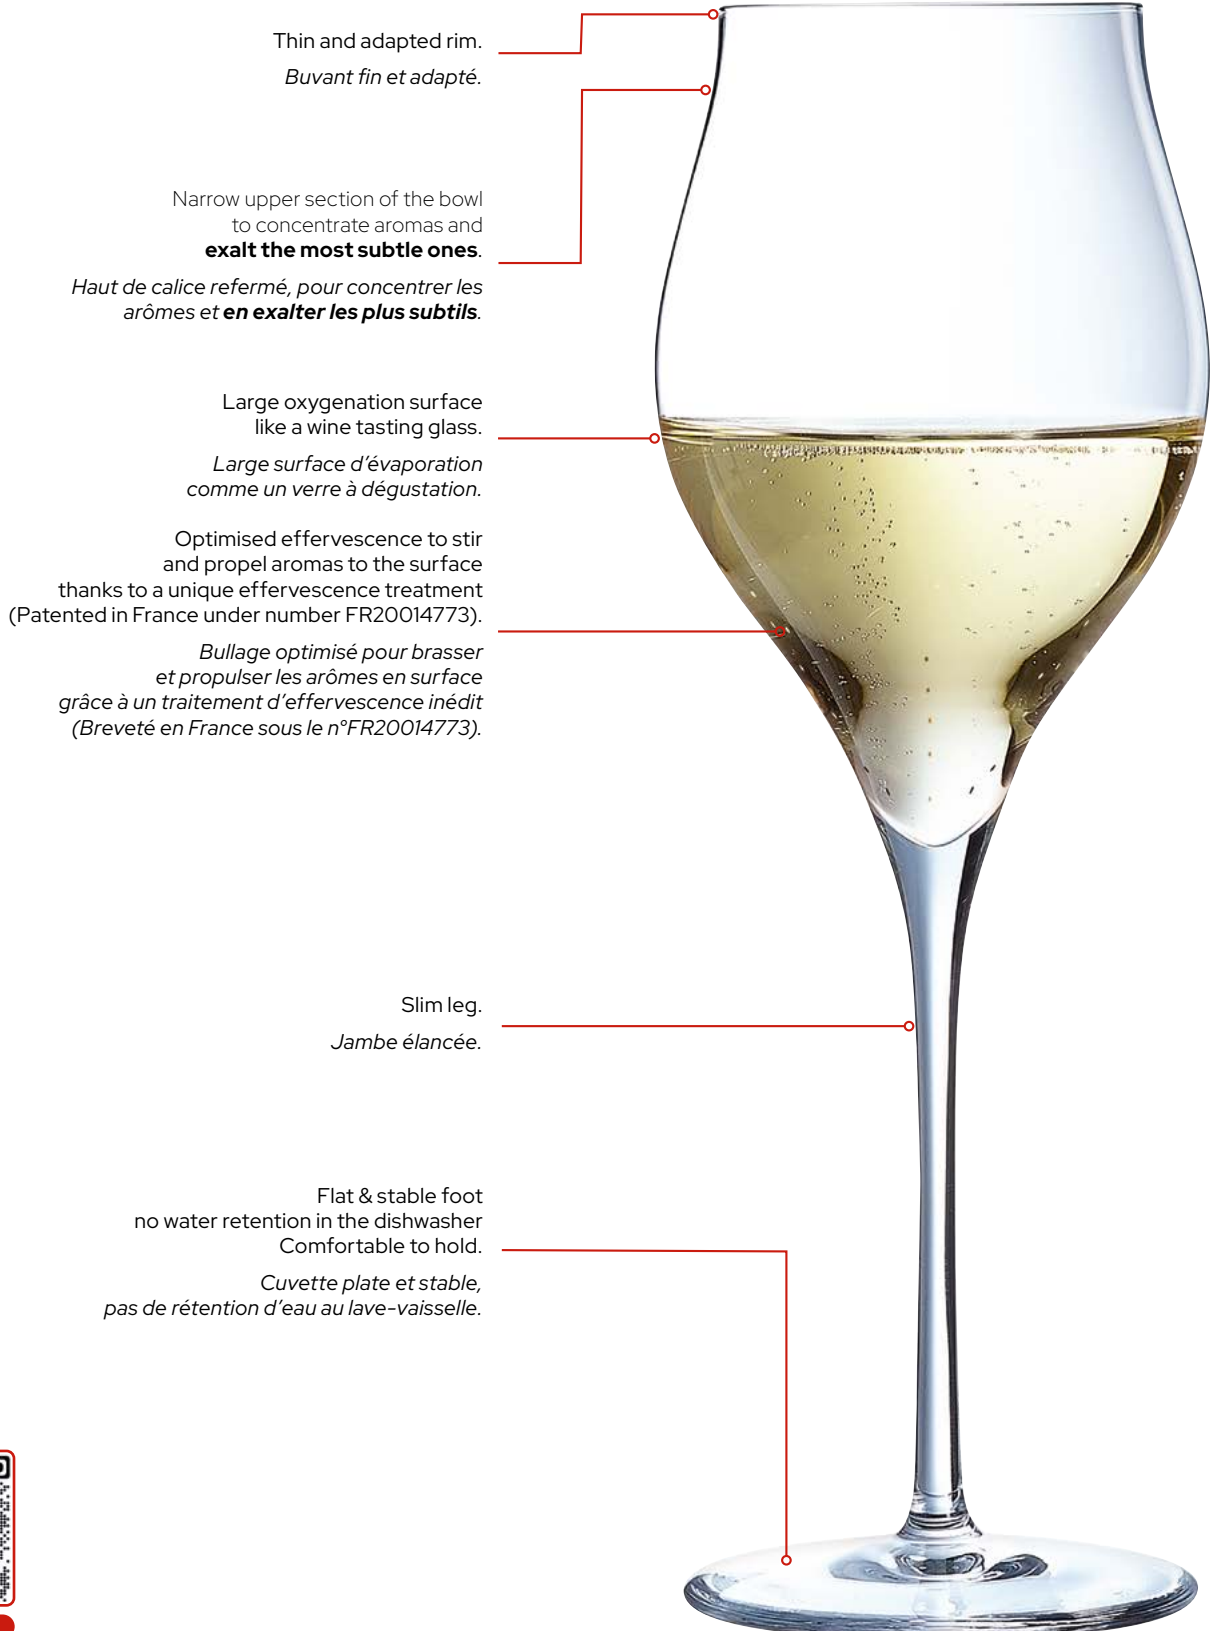 Thin and adapted rim.
Buvant fin et adapté.
Narrow upper section of the bowl
to concentrate aromas and
exalt the most subtle ones.
Haut de calice refermé, pour concentrer les
arômes et en exalter les plus subtils.
Large oxygenation surface
like a wine tasting glass.
Large surface d’évaporation
comme un verre à dégustation.
Optimised effervescence to stir
and propel aromas to the surface
thanks to a unique effervescence treatment
(Patented in France under number FR20014773).
Bullage optimisé pour brasser
et propulser les arômes en surface
grâce à un traitement d’effervescence inédit
(Breveté en France sous le n°FR20014773).
Slim leg.
Jambe élancée.
Flat & stable foot
no water retention in the dishwasher
Comfortable to hold.
Cuvette plate et stable,
pas de rétention d’eau au lave-vaisselle.